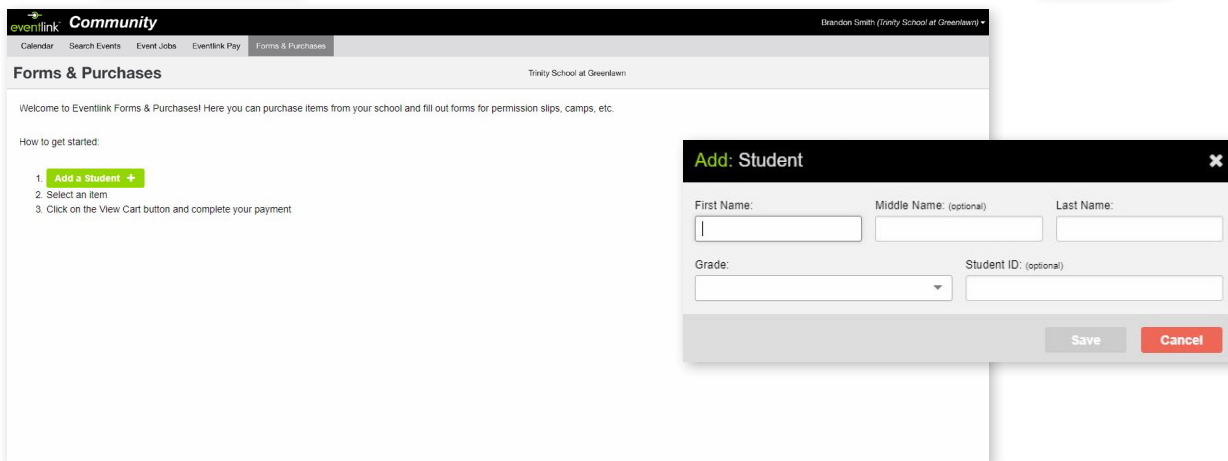 eventlink Community
Brandon Smith (Trinity School at Greenlawn)
Calendar Search Events Event Jobs Eventlink Pay Forms & Purchases
Forms & Purchases
Trinity School at Greenlawn
Welcome to Eventlink Forms & Purchases! Here you can purchase items from your school and fill out forms for permission slips, camps, etc.
How to get started:
1. Add a Student +
2. Select an item
3. Click on the View Cart button and complete your payment
Add: Student
First Name: Middle Name: (optional) Last Name:
Grade: Student ID: (optional)
Save Cancel